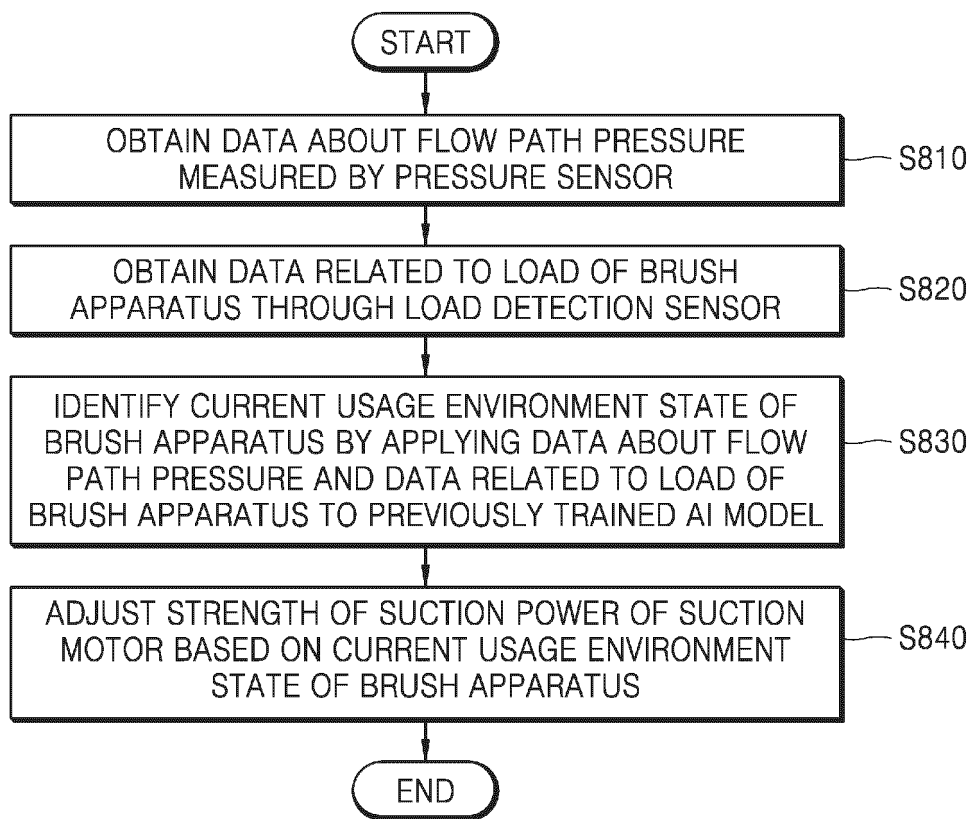 START
OBTAIN DATA ABOUT FLOW PATH PRESSURE
MEASURED BY PRESSURE SENSOR
S810
OBTAIN DATA RELATED TO LOAD OF BRUSH
APPARATUS THROUGH LOAD DETECTION SENSOR
S820
IDENTIFY CURRENT USAGE ENVIRONMENT STATE OF
BRUSH APPARATUS BY APPLYING DATA ABOUT FLOW
PATH PRESSURE AND DATA RELATED TO LOAD OF
BRUSH APPARATUS TO PREVIOUSLY TRAINED AI MODEL
S830
ADJUST STRENGTH OF SUCTION POWER OF SUCTION
MOTOR BASED ON CURRENT USAGE ENVIRONMENT
STATE OF BRUSH APPARATUS
S840
END